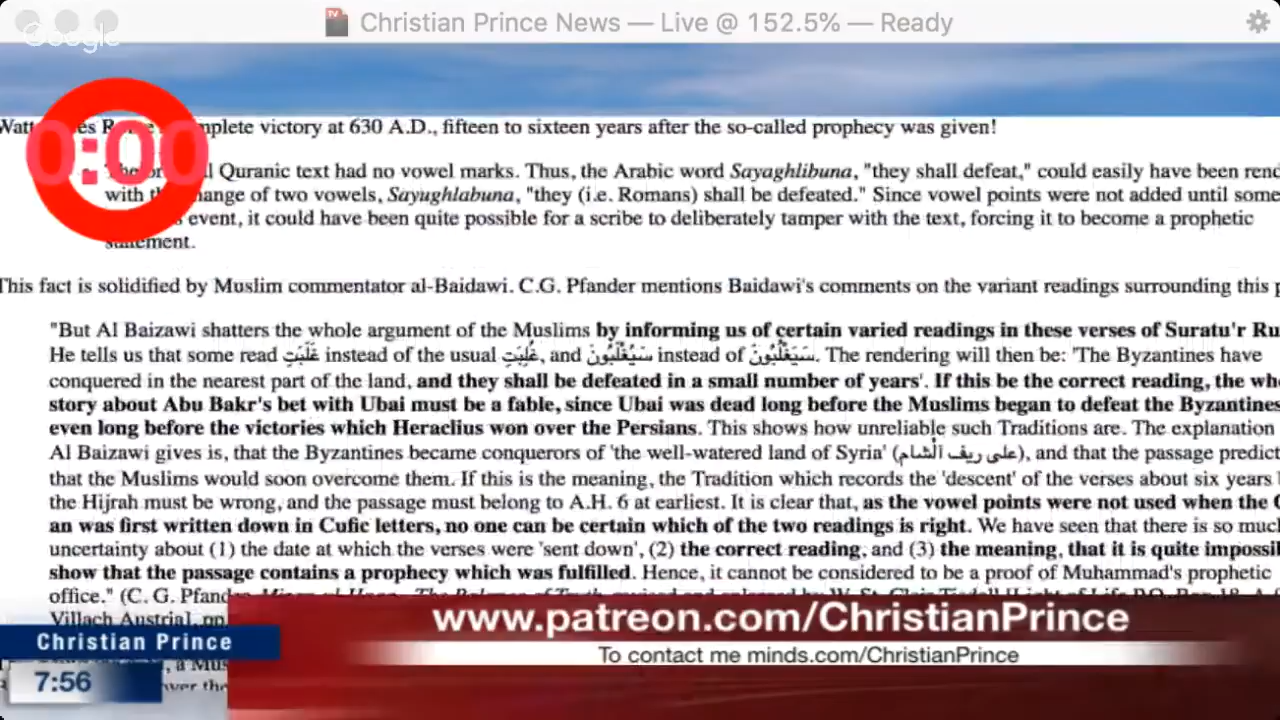 Christian Prince News — Live @ 152.5% — Ready
Google
0:00
complete victory at 630 A.D., fifteen to sixteen years after the so-called prophecy was given!
Quranic text had no vowel marks. Thus, the Arabic word Sayaghlibuna, "they shall defeat," could easily have been
with the change of two vowels, Sayughlabuna, "they (i.e. Romans) shall be defeated." Since vowel points were not added until some
event, it could have been quite possible for a scribe to deliberately tamper with the text, forcing it to become a prophetic
statement.
This fact is solidified by Muslim commentator al-Baidawi. C.G. Pfander mentions Baidawi's comments on the variant readings surrounding this
"But Al Baizawi shatters the whole argument of the Muslims by informing us of certain varied readings in these verses of Suratu'r
He tells us that some read غَلَبَتِ instead of the usual غُلِبَتِ, and سَيُغْلَبُونَ instead of سَيَغْلِبُونَ. The rendering will then be: 'The Byzantines have
conquered in the nearest part of the land, and they shall be defeated in a small number of years'. If this be the correct reading, the
story about Abu Bakr's bet with Ubai must be a fable, since Ubai was dead long before the Muslims began to defeat the Byzantines
even long before the victories which Heraclius won over the Persians. This shows how unreliable such Traditions are. The explanation
Al Baizawi gives is, that the Byzantines became conquerors of 'the well-watered land of Syria' (على ريف الشام), and that the passage
that the Muslims would soon overcome them. If this is the meaning, the Tradition which records the 'descent' of the verses about six years
the Hijrah must be wrong, and the passage must belong to A.H. 6 at earliest. It is clear that, as the vowel points were not used when the
an was first written down in Cufic letters, no one can be certain which of the two readings is right. We have seen that there is so
uncertainty about (1) the date at which the verses were 'sent down', (2) the correct reading, and (3) the meaning, that it is quite
show that the passage contains a prophecy which was fulfilled. Hence, it cannot be considered to be a proof of Muhammad's prophetic
office." (C. G.
www.patreon.com/ChristianPrince
Christian Prince
To contact me minds.com/ChristianPrince
7:56